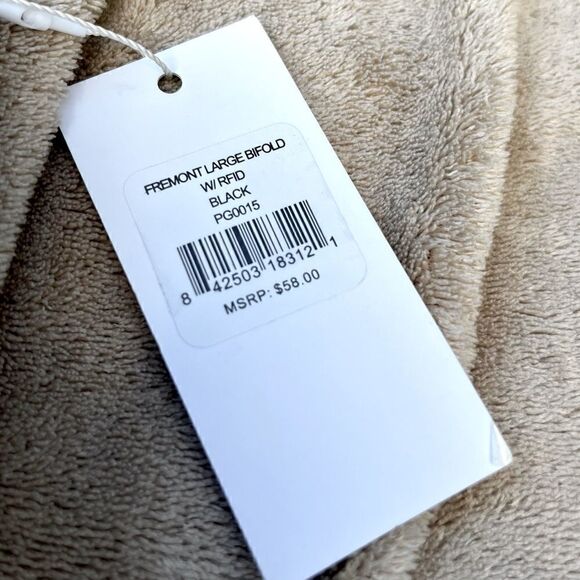 FREMONT LARGE BIFOLD
W/ RFID
BLACK
PG0015
8 42503 18312 1
MSRP: $58.00